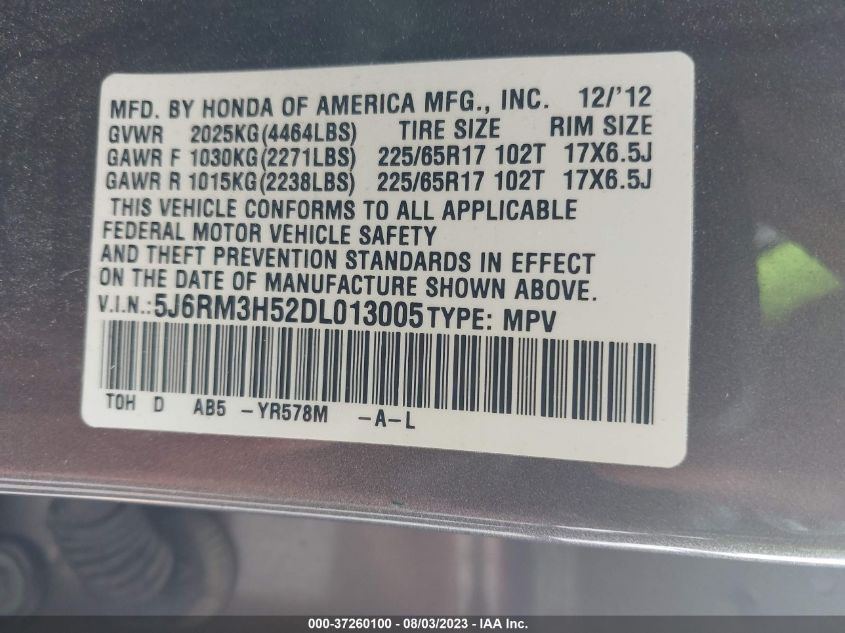 MFD. BY HONDA OF AMERICA MFG., INC. 12/'12
GVWR 2025KG(4464LBS) TIRE SIZE RIM SIZE
GAWR F 1030KG(2271LBS) 225/65R17 102T 17X6.5J
GAWR R 1015KG(2238LBS) 225/65R17 102T 17X6.5J
THIS VEHICLE CONFORMS TO ALL APPLICABLE
FEDERAL MOTOR VEHICLE SAFETY
AND THEFT PREVENTION STANDARDS IN EFFECT
ON THE DATE OF MANUFACTURE SHOWN ABOVE.
V.I.N.:5J6RM3H52DL013005 TYPE: MPV
TOH D AB5 -YR578M -A-L
000-37260100 - 08/03/2023 - IAA Inc.